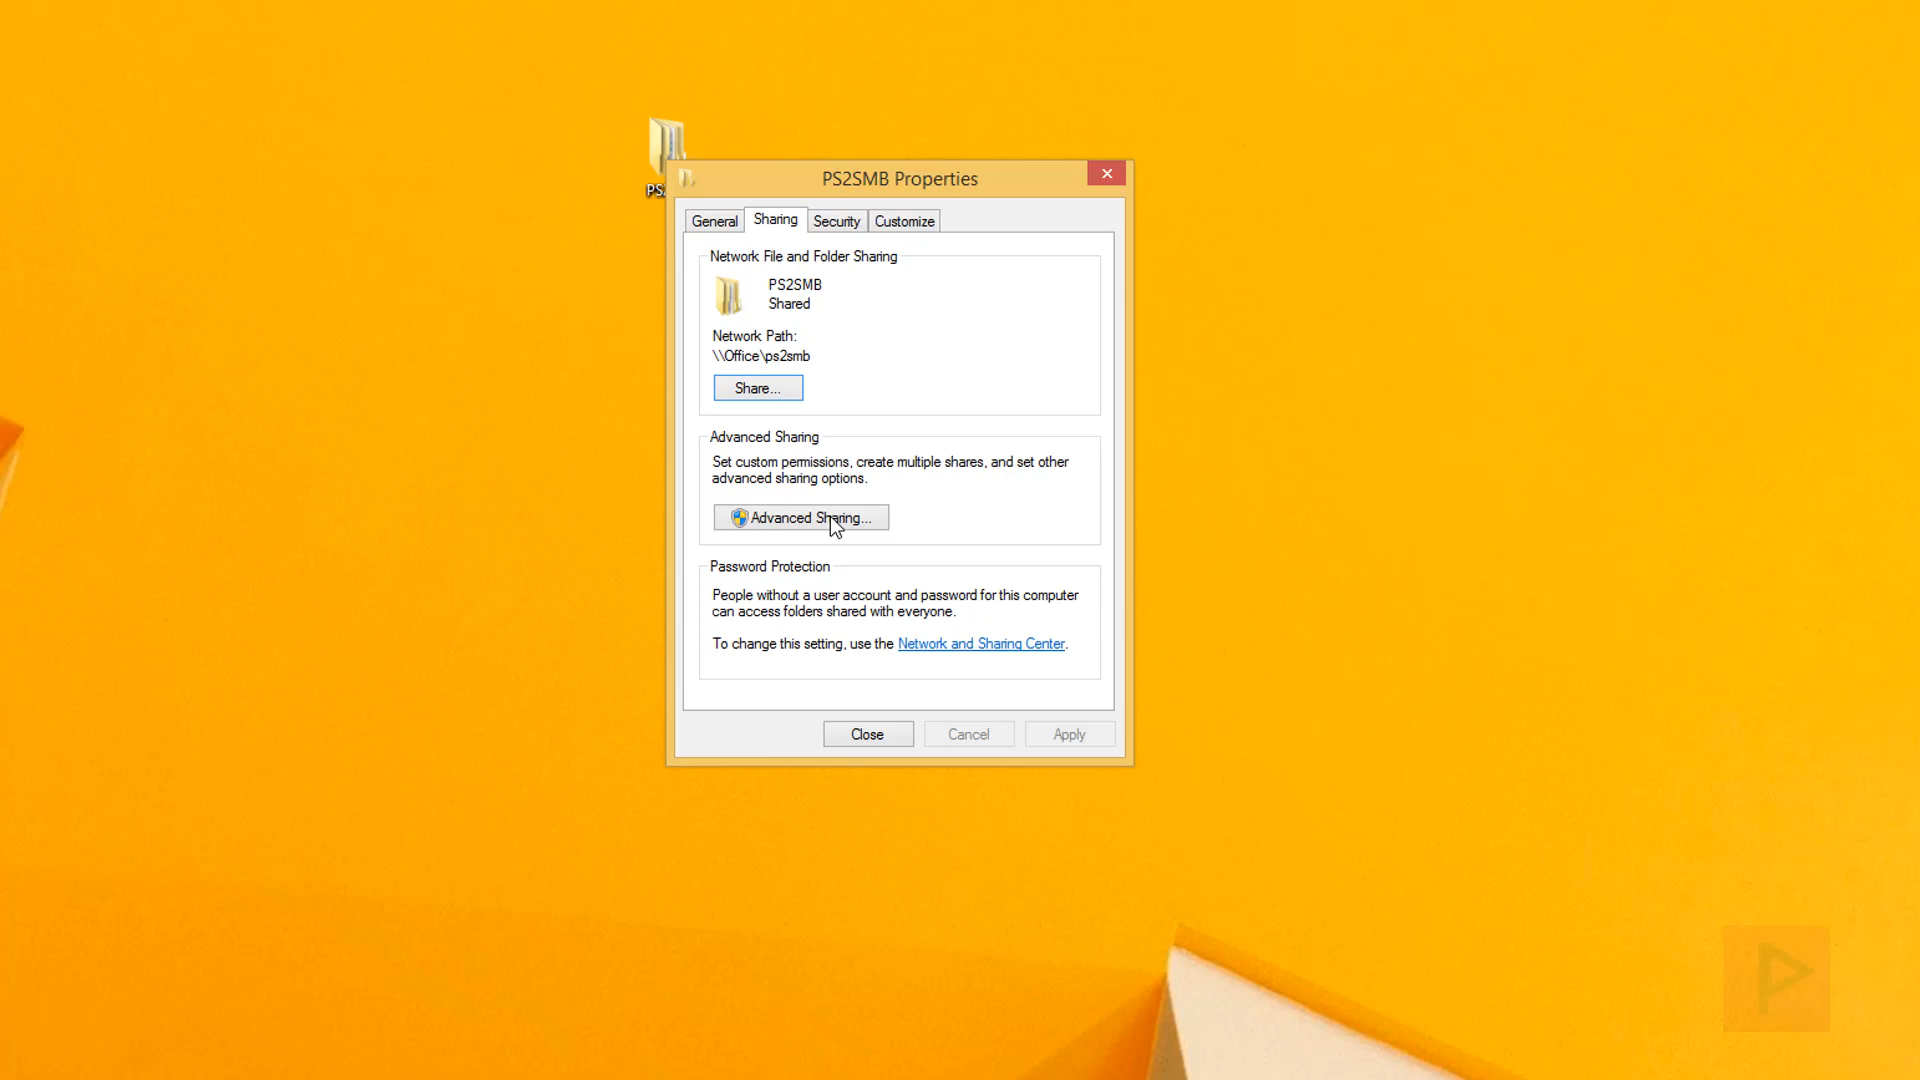 PS2SMB Properties
General
Sharing
Security
Customize
Network File and Folder Sharing
PS2SMB
Shared
Network Path:
\\Office\ps2smb
Share...
Advanced Sharing
Set custom permissions, create multiple shares, and set other
advanced sharing options.
Advanced Sharing...
Password Protection
People without a user account and password for this computer
can access folders shared with everyone.
To change this setting, use the Network and Sharing Center.
Close
Cancel
Apply